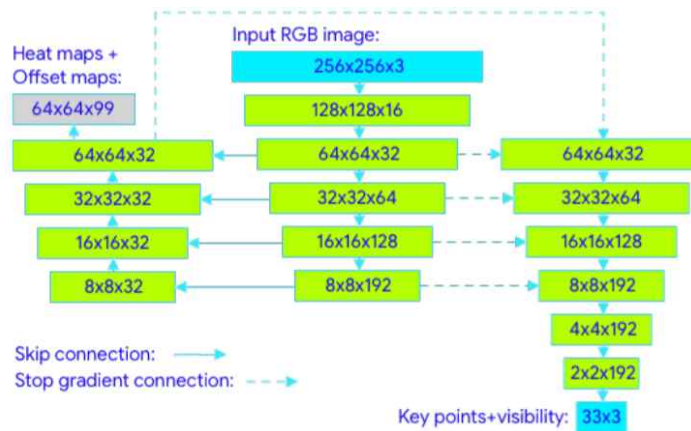 Heat maps +
Offset maps:
64x64x99
64x64x32
32x32x32
16x16x32
8x8x32
Input RGB image:
256x256x3
128x128x16
64x64x32
32x32x64
16x16x128
8x8x192
64x64x32
32x32x64
16x16x128
8x8x192
4x4x192
2x2x192
Key points+visibility: 33x3
Skip connection:
Stop gradient connection: